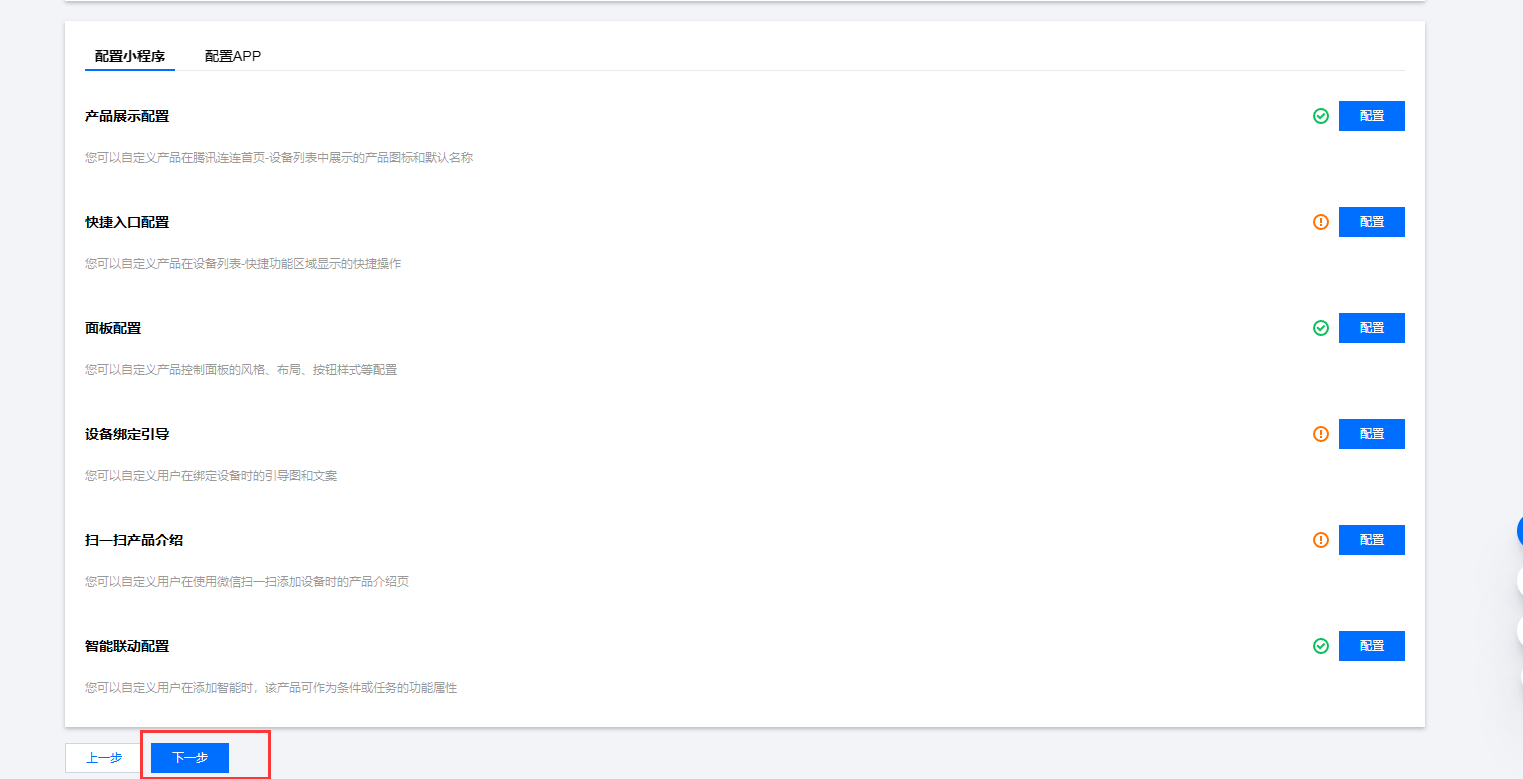 配置小程序 配置APP
产品展示配置 配置
您可以自定义产品在腾讯连连首页-设备列表中展示的产品图标和默认名称
快捷入口配置 配置
您可以自定义产品在设备列表-快捷功能区域显示的快捷操作
面板配置 配置
您可以自定义产品控制面板的风格、布局、按钮样式等配置
设备绑定引导 配置
您可以自定义用户在绑定设备时的引导图和文案
扫一扫产品介绍 配置
您可以自定义用户在使用微信扫一扫添加设备时的产品介绍页
智能联动配置 配置
您可以自定义用户在添加智能时，该产品可作为条件或任务的功能属性
上一步 下一步